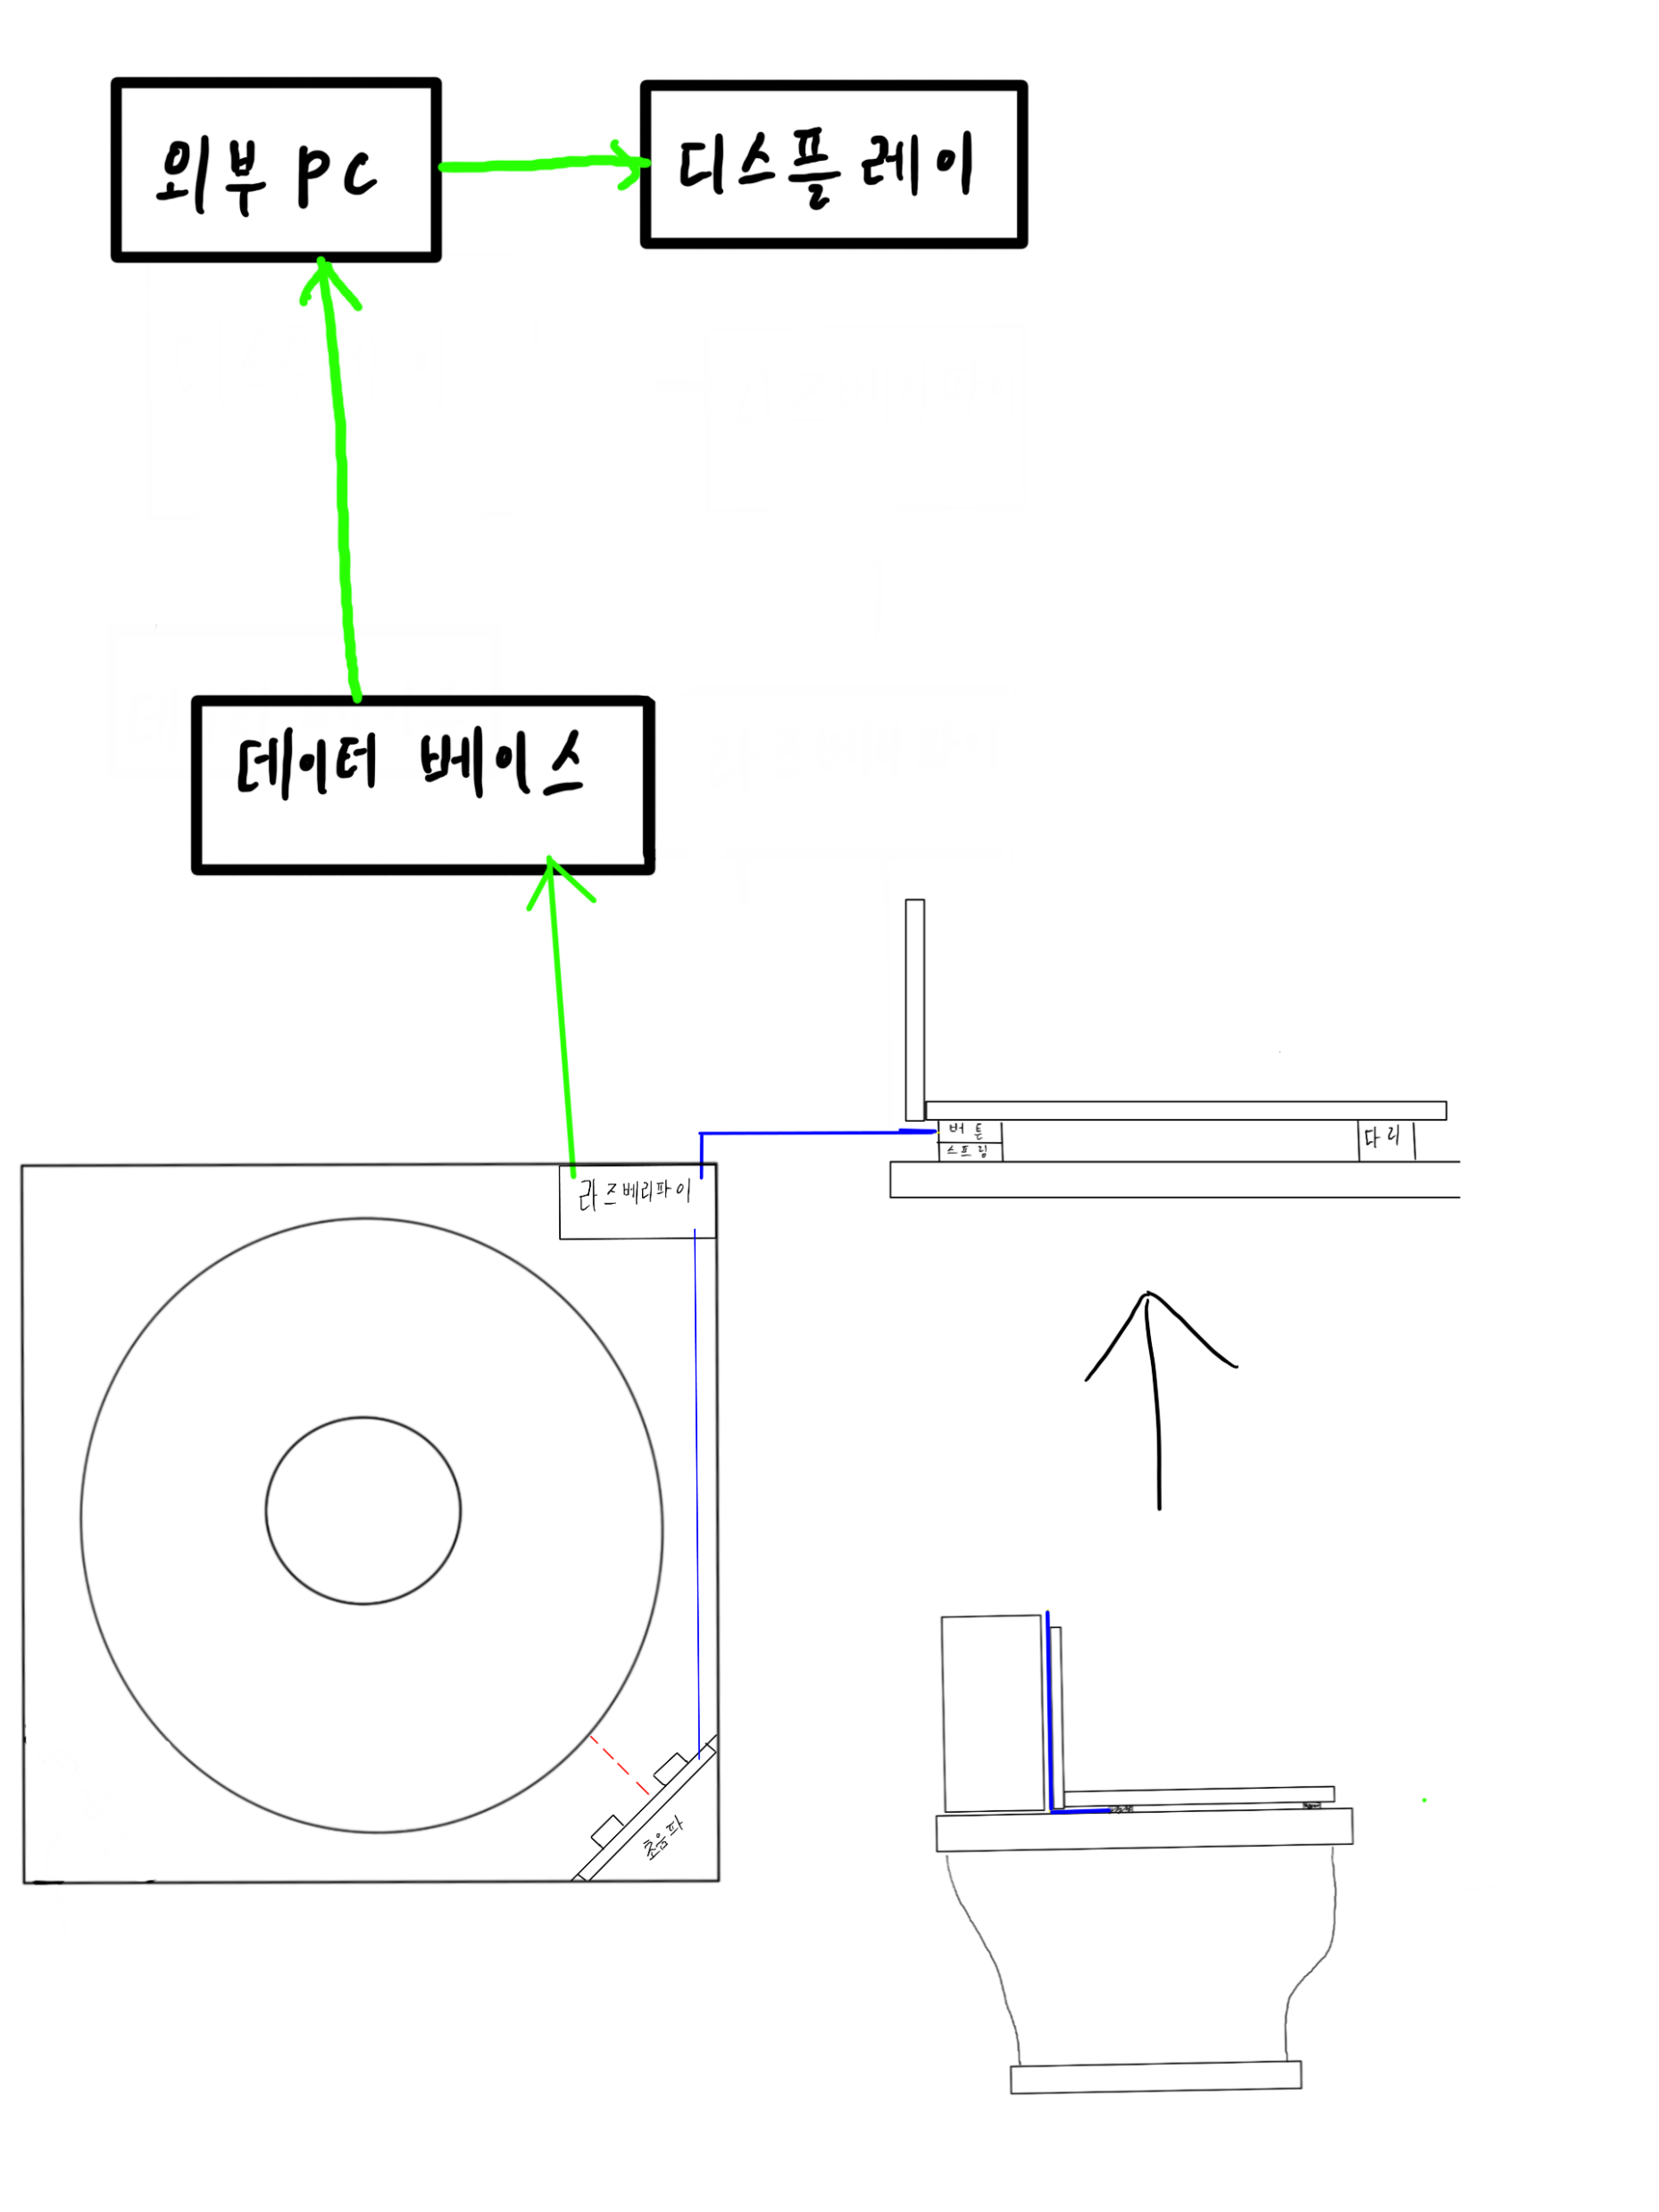 외부 PC
디스플레이
데이터 베이스
버튼
스프링
다리
라즈베리파이
초음파